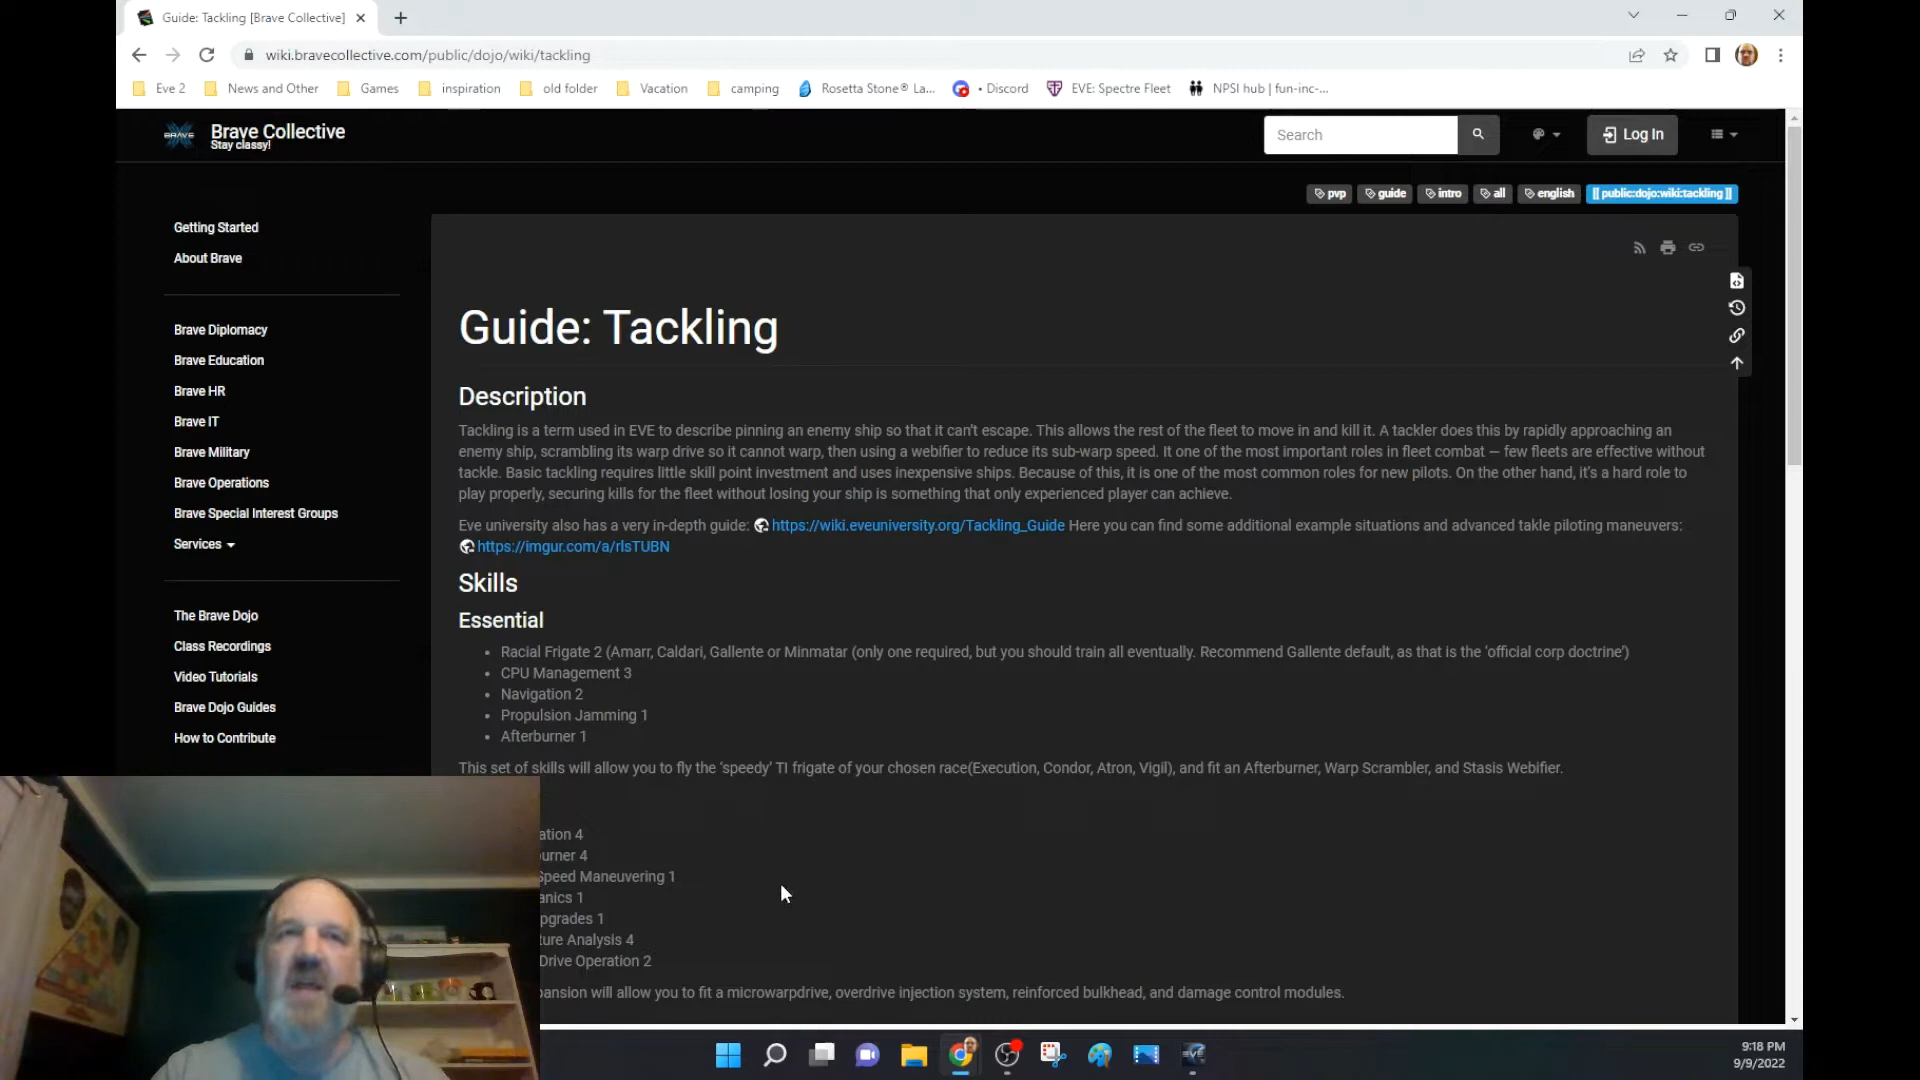 Guide: Tackling [Brave Collective]
wiki.bravecollective.com/public/dojo/wiki/tackling
Eve 2 News and Other Games inspiration old folder Vacation camping Rosetta Stone® La... • Discord EVE: Spectre Fleet NPSI hub | fun-inc-...
BRAVE
Brave Collective
Stay classy!
Search
Log In
pvp guide intro all english [[ public:dojo:wiki:tackling ]]
Getting Started
About Brave
Brave Diplomacy
Brave Education
Brave HR
Brave IT
Brave Military
Brave Operations
Brave Special Interest Groups
Services
The Brave Dojo
Class Recordings
Video Tutorials
Brave Dojo Guides
How to Contribute
Guide: Tackling
Description
Tackling is a term used in EVE to describe pinning an enemy ship so that it can't escape. This allows the rest of the fleet to move in and kill it. A tackler does this by rapidly approaching an
enemy ship, scrambling its warp drive so it cannot warp, then using a webifier to reduce its sub-warp speed. It one of the most important roles in fleet combat — few fleets are effective without
tackle. Basic tackling requires little skill point investment and uses inexpensive ships. Because of this, it is one of the most common roles for new pilots. On the other hand, it's a hard role to
play properly, securing kills for the fleet without losing your ship is something that only experienced player can achieve.
Eve university also has a very in-depth guide: https://wiki.eveuniversity.org/Tackling_Guide Here you can find some additional example situations and advanced takle piloting maneuvers:
https://imgur.com/a/rlsTUBN
Skills
Essential
• Racial Frigate 2 (Amarr, Caldari, Gallente or Minmatar (only one required, but you should train all eventually. Recommend Gallente default, as that is the 'official corp doctrine')
• CPU Management 3
• Navigation 2
• Propulsion Jamming 1
• Afterburner 1
This set of skills will allow you to fly the 'speedy' TI frigate of your chosen race(Execution, Condor, Atron, Vigil), and fit an Afterburner, Warp Scrambler, and Stasis Webifier.
ation 4
urner 4
Speed Maneuvering 1
anics 1
pgrades 1
ture Analysis 4
Drive Operation 2
pansion will allow you to fit a microwarpdrive, overdrive injection system, reinforced bulkhead, and damage control modules.
9:18 PM
9/9/2022